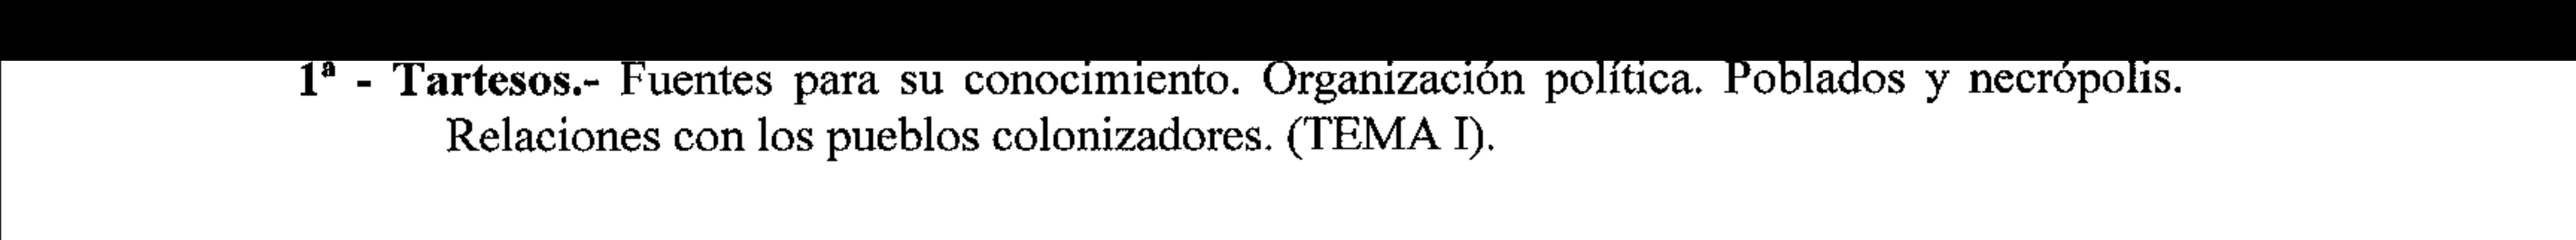 1ª - Tartesos.- Fuentes para su conocimiento. Organización política. Poblados y necrópolis.
Relaciones con los pueblos colonizadores. (TEMA I).